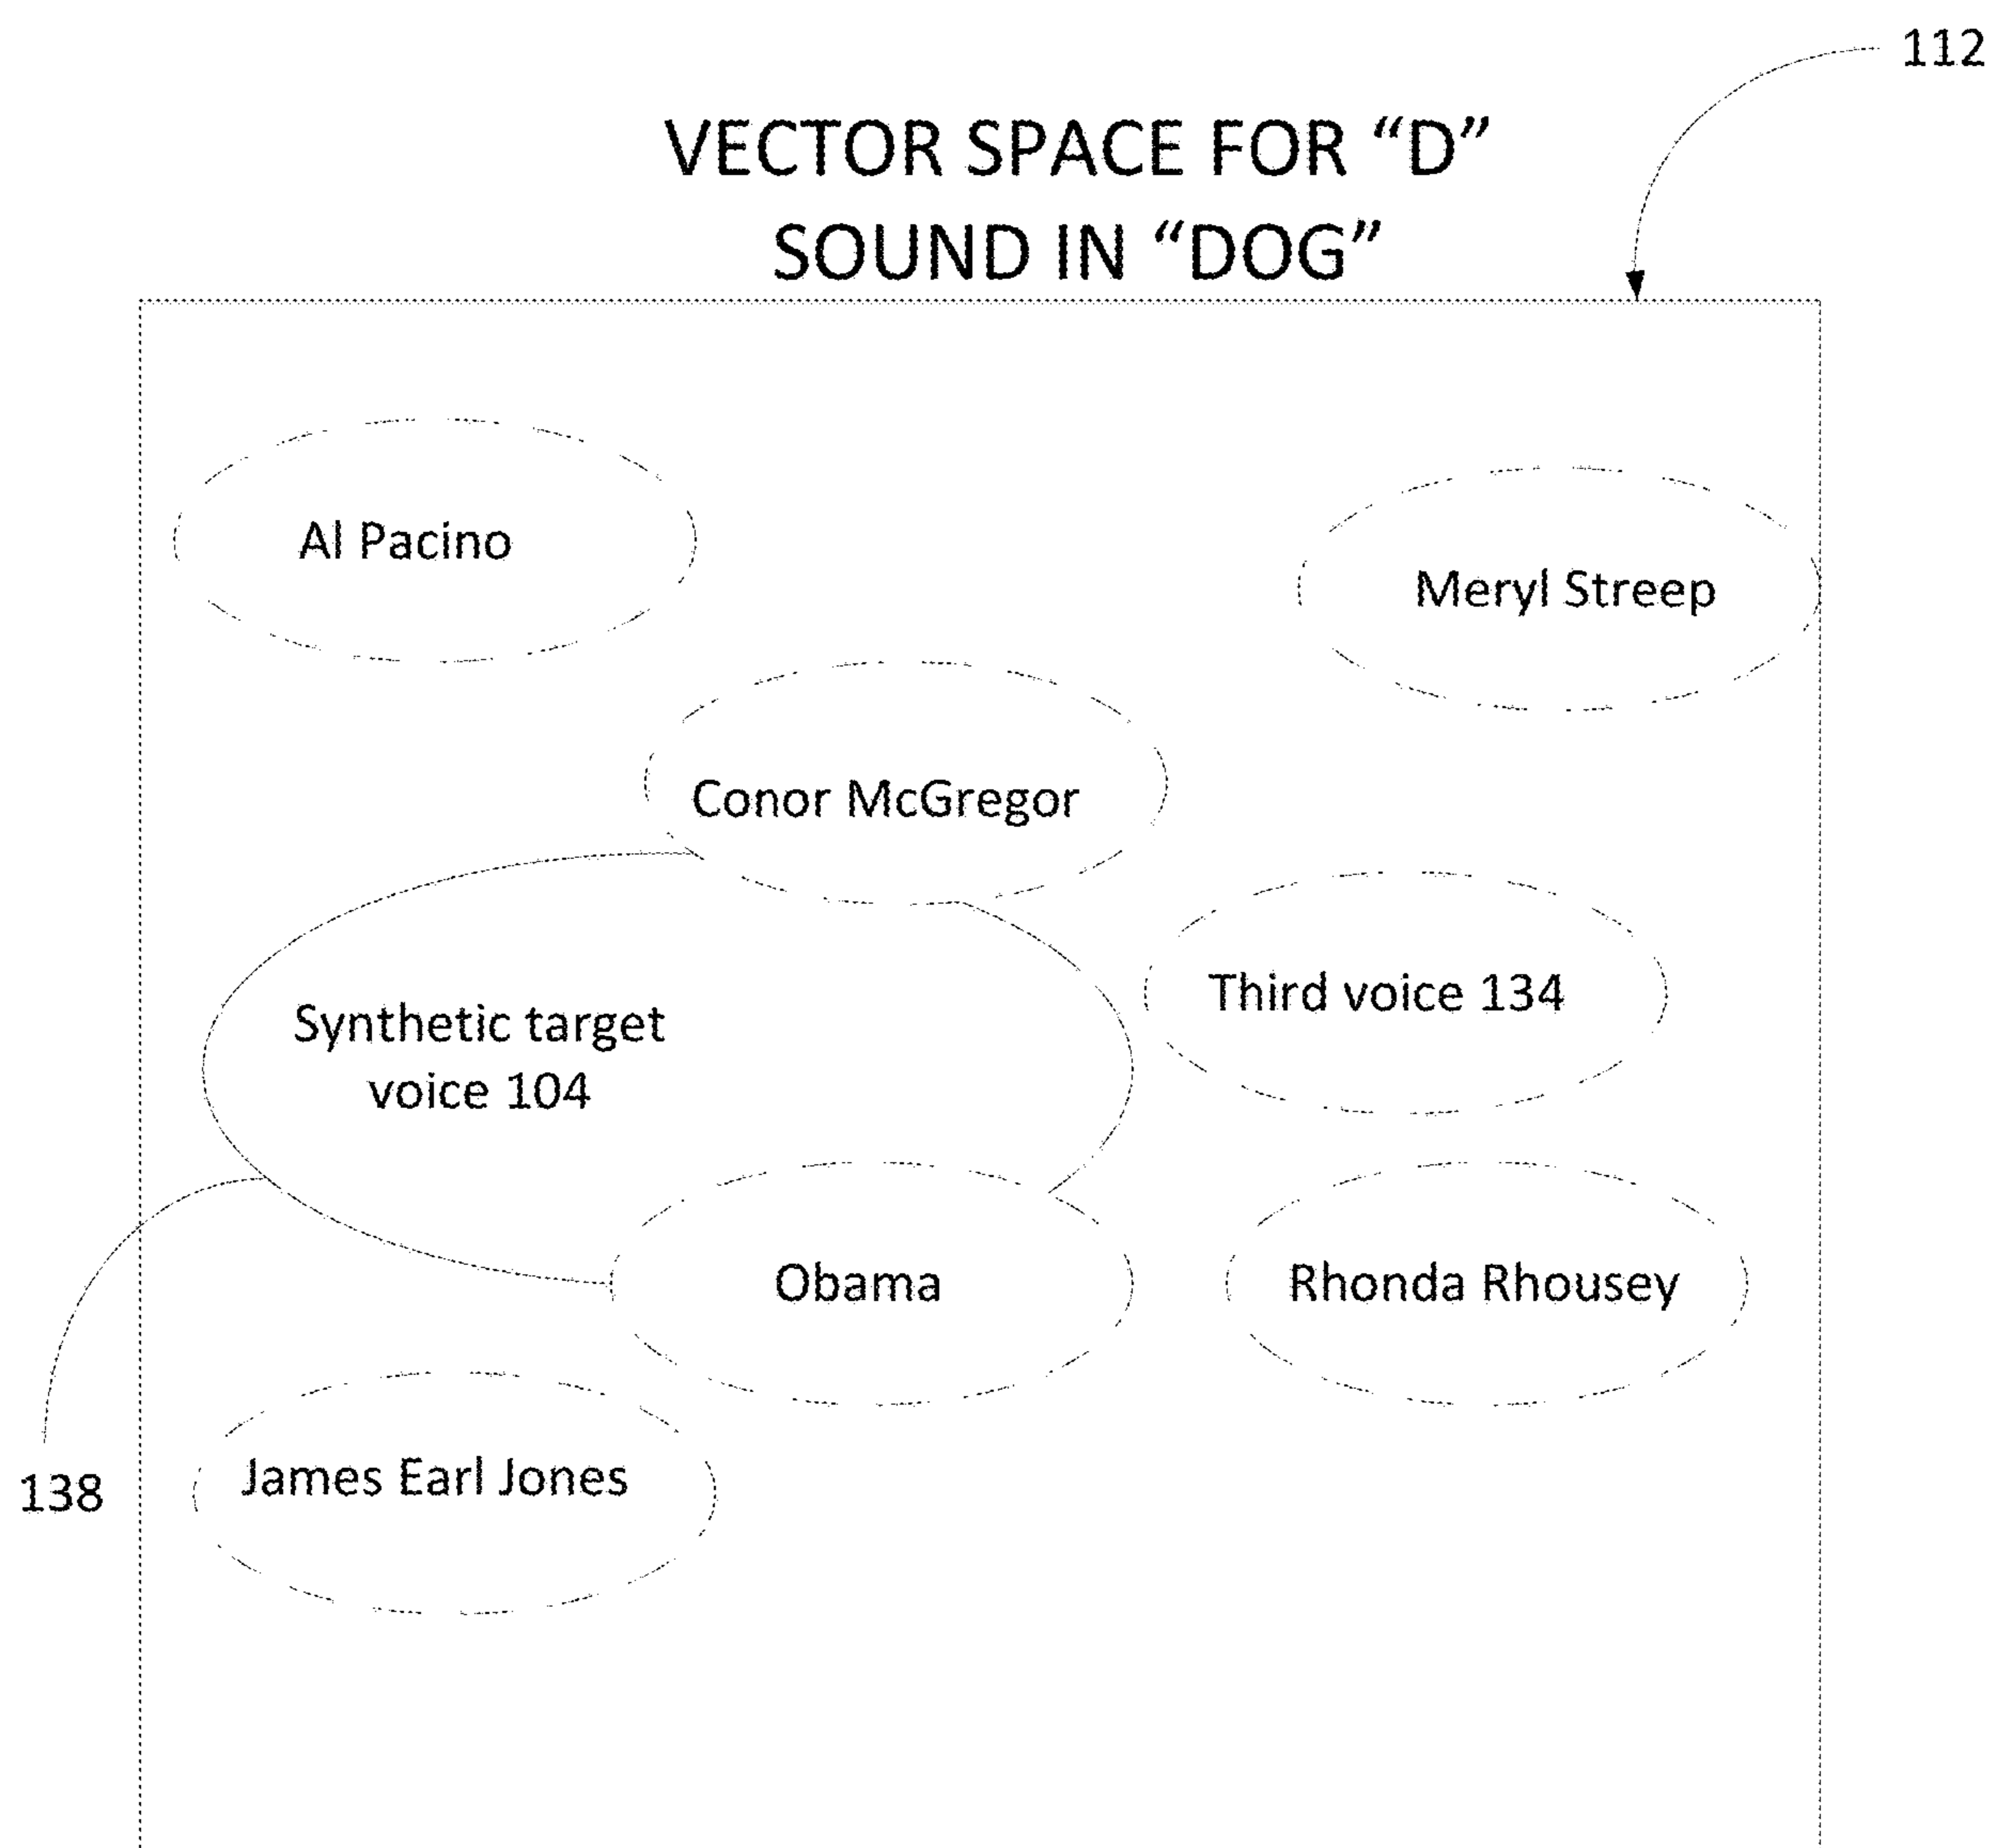 112
VECTOR SPACE FOR “D”
SOUND IN “DOG”
Al Pacino
Meryl Streep
Conor McGregor
Third voice 134
Synthetic target
voice 104
Obama
Rhonda Rhousey
James Earl Jones
138